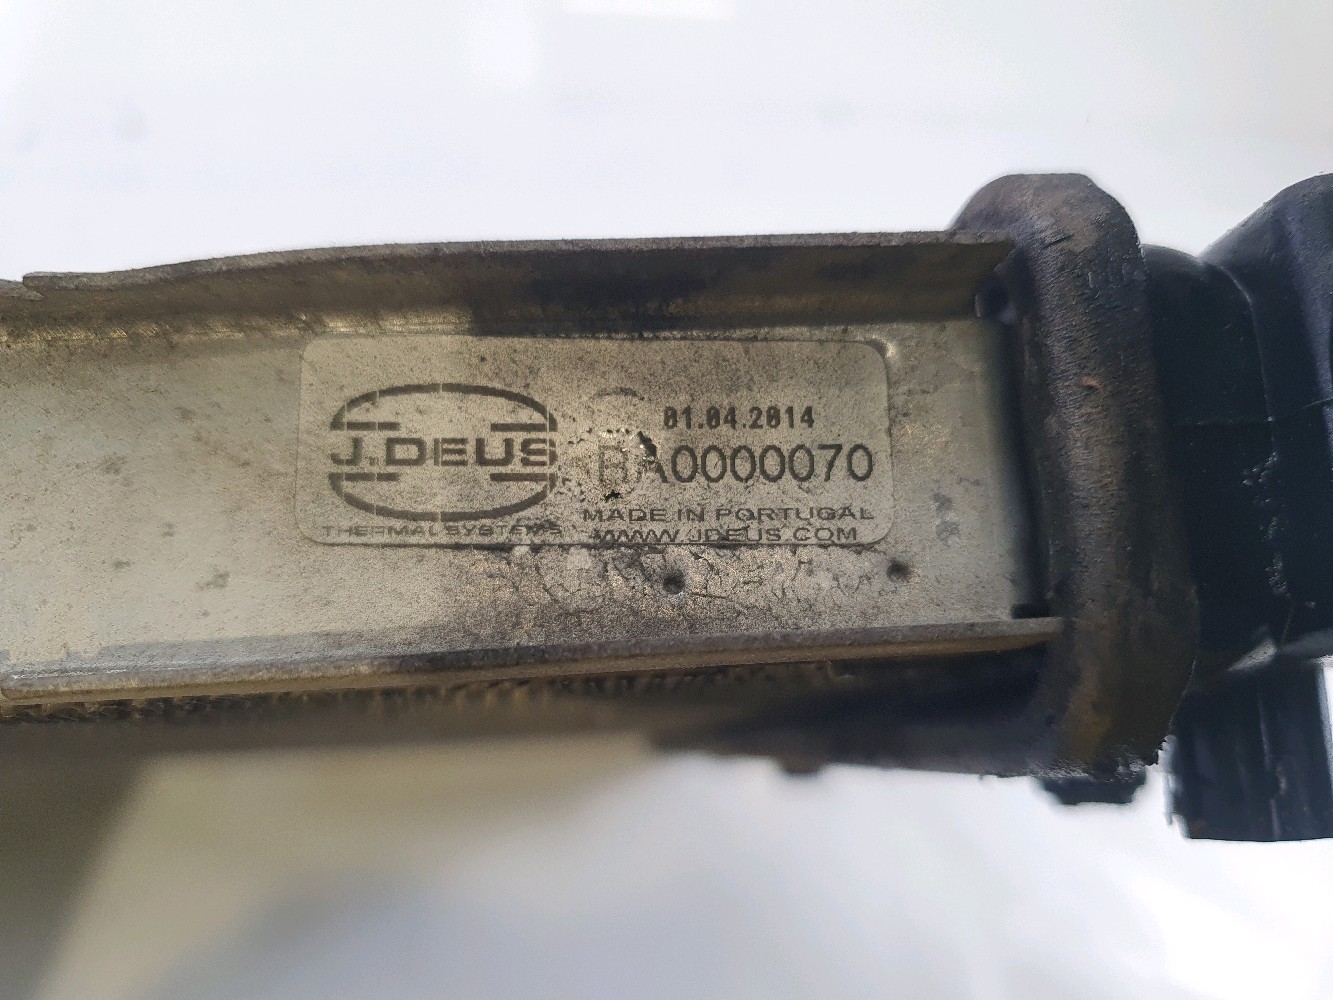 J.DEUS
THERMAL SYSTEMS
01.04.2014
BA0000070
MADE IN PORTUGAL
WWW.JDEUS.COM